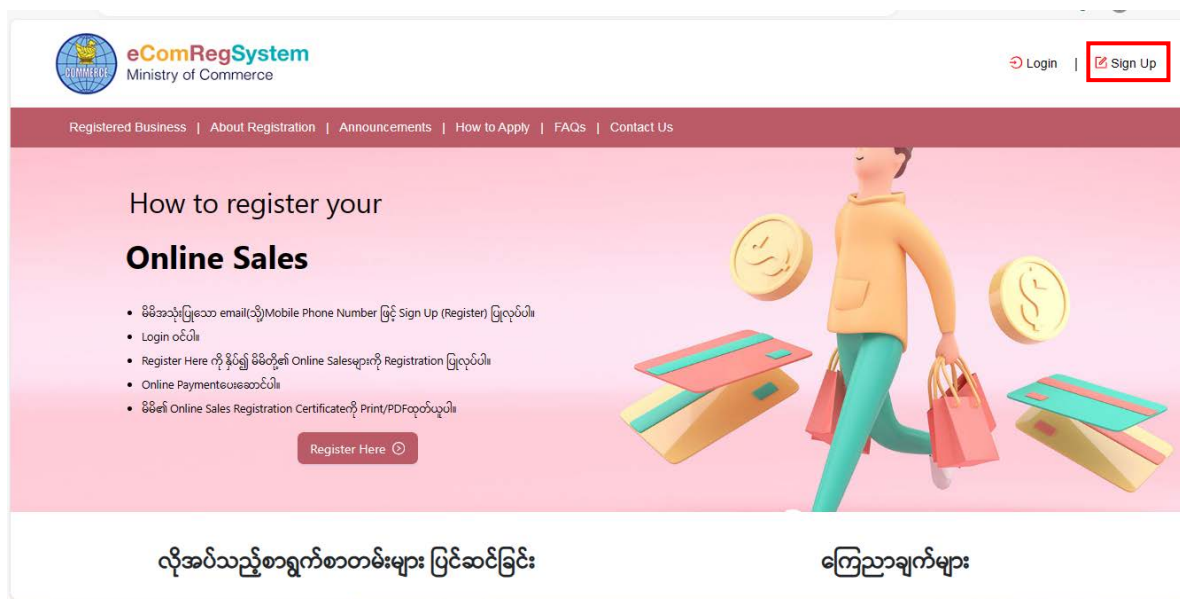 eComRegSystem
Ministry of Commerce
COMMERCE
Login | Sign Up
Registered Business | About Registration | Announcements | How to Apply | FAQs | Contact Us
How to register your
Online Sales
• မိမိအသုံးပြုသော email(သို့)Mobile Phone Number ဖြင့် Sign Up (Register) ပြုလုပ်ပါ။
• Login ဝင်ပါ။
• Register Here ကို နှိပ်၍ မိမိတို့၏ Online Salesများကို Registration ပြုလုပ်ပါ။
• Online Paymentပေးဆောင်ပါ။
• မိမိ၏ Online Sales Registration Certificateကို Print/PDFထုတ်ယူပါ။
Register Here
လိုအပ်သည့်စာရွက်စာတမ်းများ ပြင်ဆင်ခြင်း
ကြေညာချက်များ